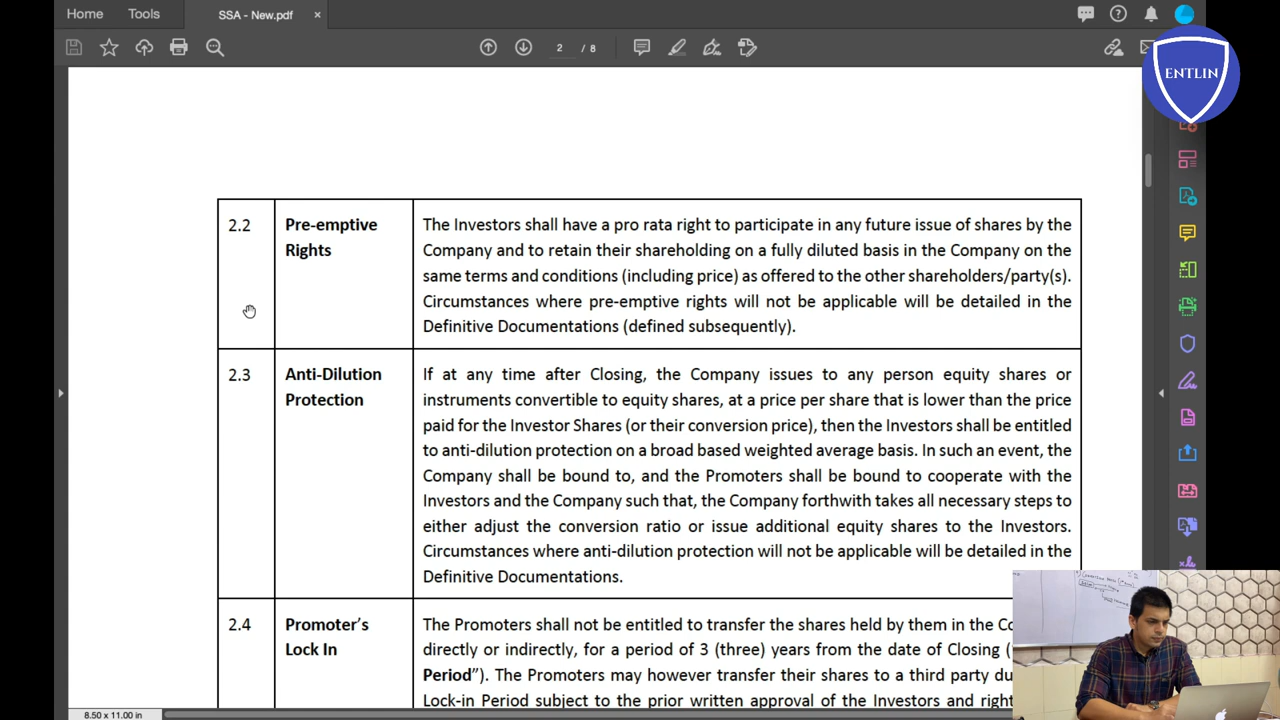 Home
Tools
SSA - New.pdf
×
2
/ 8
ENTLIN
2.2
Pre-emptive
Rights
The Investors shall have a pro rata right to participate in any future issue of shares by the
Company and to retain their shareholding on a fully diluted basis in the Company on the
same terms and conditions (including price) as offered to the other shareholders/party(s).
Circumstances where pre-emptive rights will not be applicable will be detailed in the
Definitive Documentations (defined subsequently).
2.3
Anti-Dilution
Protection
If at any time after Closing, the Company issues to any person equity shares or
instruments convertible to equity shares, at a price per share that is lower than the price
paid for the Investor Shares (or their conversion price), then the Investors shall be entitled
to anti-dilution protection on a broad based weighted average basis. In such an event, the
Company shall be bound to, and the Promoters shall be bound to cooperate with the
Investors and the Company such that, the Company forthwith takes all necessary steps to
either adjust the conversion ratio or issue additional equity shares to the Investors.
Circumstances where anti-dilution protection will not be applicable will be detailed in the
Definitive Documentations.
2.4
Promoter’s
Lock In
The Promoters shall not be entitled to transfer the shares held by them in the Co
directly or indirectly, for a period of 3 (three) years from the date of Closing (
Period”). The Promoters may however transfer their shares to a third party du
Lock-in Period subject to the prior written approval of the Investors and righ
8.50 x 11.00 in